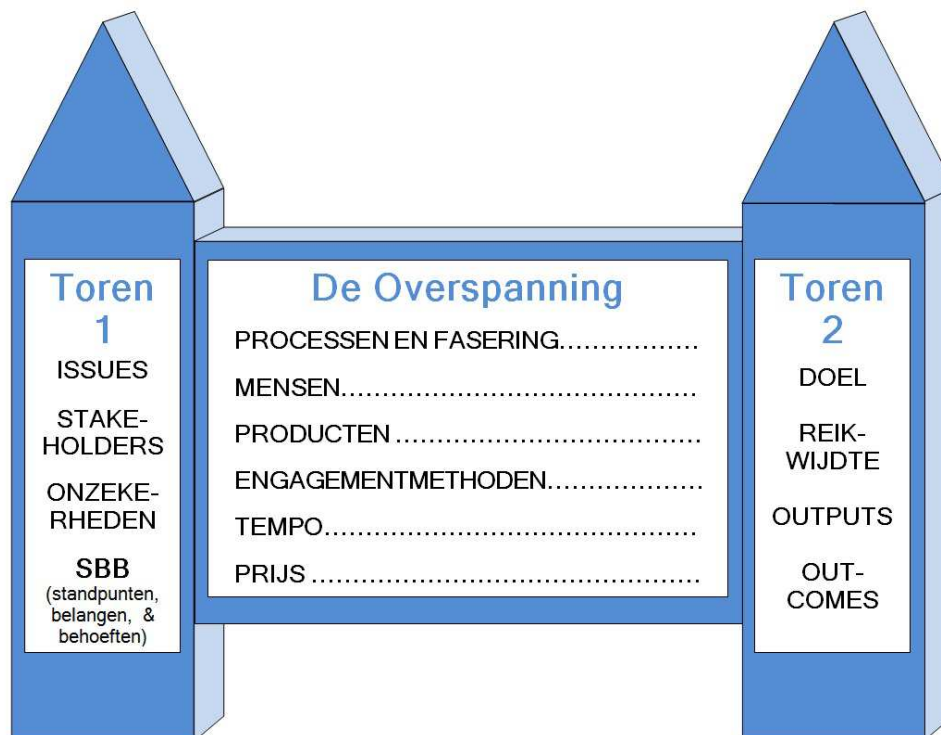 Toren
1
ISSUES
STAKE-
HOLDERS
ONZEKE-
RHEDEN
SBB
(standpunten,
belangen, &
behoeften)
De Overspanning
PROCESSEN EN FASERING.................
MENSEN...........................................
PRODUCTEN ....................................
ENGAGEMENTMETHODEN..................
TEMPO.............................................
PRIJS ..............................................
Toren
2
DOEL
REIK-
WIJDTE
OUTPUTS
OUT-
COMES